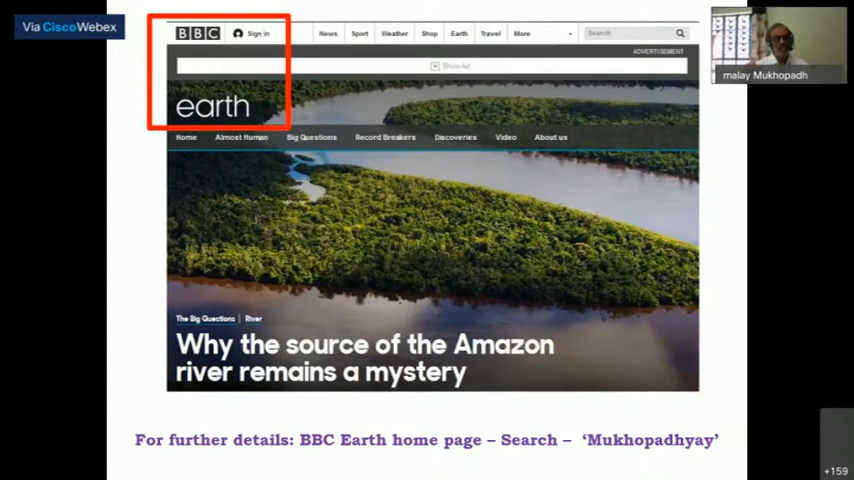 Via CiscoWebex
BBC Sign in News Sport Weather Shop Earth Travel More Search
ADVERTISEMENT
Show Ad
earth
Home Almost Human Big Questions Record Breakers Discoveries Video About us
The Big Questions | River
Why the source of the Amazon
river remains a mystery
For further details: BBC Earth home page – Search – ‘Mukhopadhyay’
malay Mukhopadh
+159